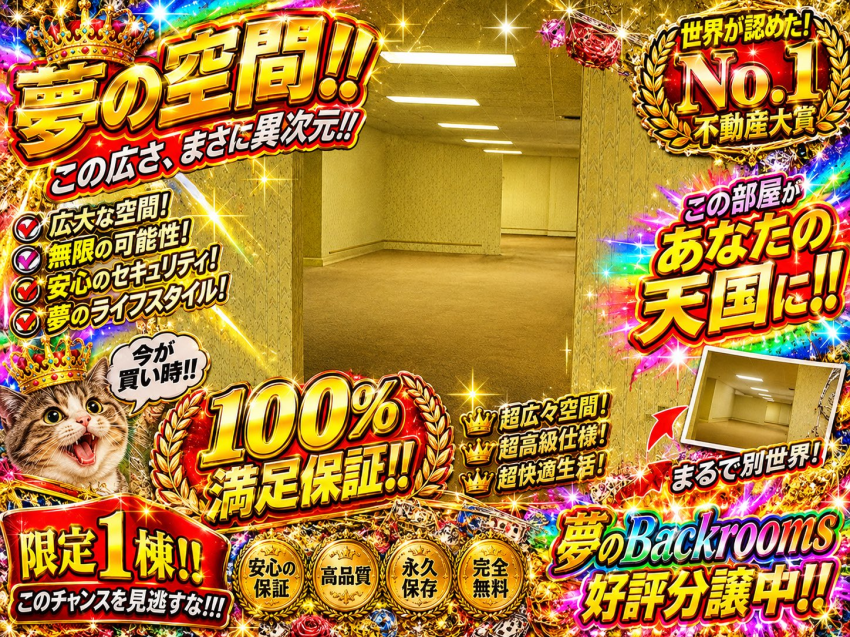 夢の空間!!
この広さ、まさに異次元!!
世界が認めた!
No.1
不動産大賞
広大な空間!
無限の可能性!
安心のセキュリティ!
夢のライフスタイル!
この部屋が
あなたの
天国に!!
今が
買い時!!
100%
満足保証!!
超広々空間!
超高級仕様!
超快適生活!
まるで別世界!
限定1棟!!
このチャンスを見逃すな!!!
安心の
保証
高品質
永久
保存
完全
無料
夢のBackrooms
好評分譲中!!